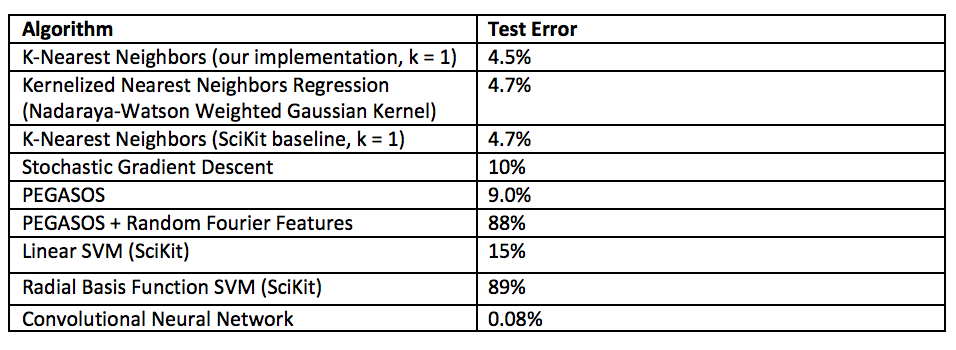 Algorithm Test Error
K-Nearest Neighbors (our implementation, k = 1) 4.5%
Kernelized Nearest Neighbors Regression 4.7%
(Nadaraya-Watson Weighted Gaussian Kernel)
K-Nearest Neighbors (SciKit baseline, k = 1) 4.7%
Stochastic Gradient Descent 10%
PEGASOS 9.0%
PEGASOS + Random Fourier Features 88%
Linear SVM (SciKit) 15%
Radial Basis Function SVM (SciKit) 89%
Convolutional Neural Network 0.08%